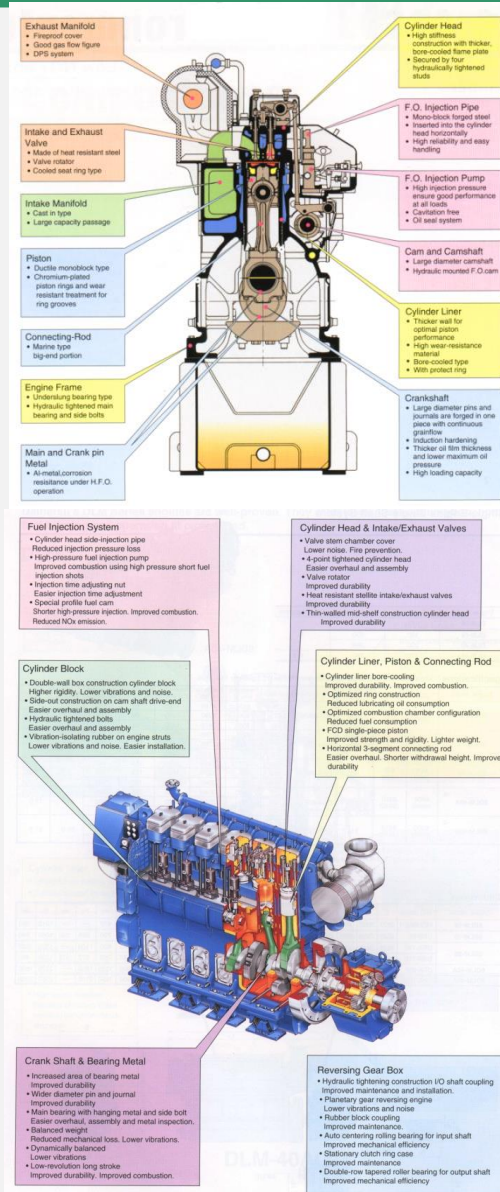 Exhaust Manifold
• Fireproof cover
• Good gas flow figure
• DPS system
Intake and Exhaust
Valve
• Made of heat resistant steel
• Valve rotator
• Cooled seat ring type
Intake Manifold
• Cast in type
• Large capacity passage
Piston
• Ductile monoblock type
• Chromium-plated
piston rings and wear
resistant treatment for
ring grooves
Connecting-Rod
• Marine type
big-end portion
Engine Frame
• Underslung bearing type
• Hydraulic tightened main
bearing and side bolts
Main and Crank pin
Metal
• Al-metal,corrosion
resisitance under H.F.O.
operation
Cylinder Head
• High stiffness
construction with thicker,
bore-cooled flame plate
• Secured by four
hydraulically tightened
studs
F.O. Injection Pipe
• Mono-block forged steel
• Inserted into the cylinder
head horizontally
• High reliability and easy
handling
F.O. Injection Pump
• High injection pressure
ensure good performance
at all loads
• Cavitation free
• Oil seal system
Cam and Camshaft
• Large diameter camshaft
• Hydraulic mounted F.O.cam
Cylinder Liner
• Thicker wall for
optimal piston
performance
• High wear-resistance
material
• Bore-cooled type
• With protect ring
Crankshaft
• Large diameter pins and
journals are forged in one
piece with continuous
grainflow
• Induction hardening
• Thicker oil film thickness
and lower maximum oil
pressure
• High loading capacity
Fuel Injection System
• Cylinder head side-injection pipe
Reduced injection pressure loss
• High-pressure fuel injection pump
Improved combustion using high pressure short fuel
injection shots
• Injection time adjusting nut
Easier injection time adjustment
• Special profile fuel cam
Shorter high-pressure injection. Improved combustion.
Reduced NOx emission.
Cylinder Head & Intake/Exhaust Valves
• Valve stem chamber cover
Lower noise. Fire prevention.
• 4-point tightened cylinder head
Easier overhaul and assembly
• Valve rotator
Improved durability
• Heat resistant stellite intake/exhaust valves
Improved durability
• Thin-walled mid-shelf construction cylinder head
Improved durability
Cylinder Block
• Double-wall box construction cylinder block
Higher rigidity. Lower vibrations and noise.
• Side-out construction on cam shaft drive-end
Easier overhaul and assembly
• Hydraulic tightened bolts
Easier overhaul and assembly
• Vibration-isolating rubber on engine struts
Lower vibrations and noise. Easier installation.
Cylinder Liner, Piston & Connecting Rod
• Cylinder liner bore-cooling
Improved durability. Improved combustion.
• Optimized ring construction
Reduced lubricating oil consumption
• Optimized combustion chamber configuration
Reduced fuel consumption
• FCD single-piece piston
Improved strength and rigidity. Lighter weight.
• Horizontal 3-segment connecting rod
Easier overhaul. Shorter withdrawal height. Improve
durability
Crank Shaft & Bearing Metal
• Increased area of bearing metal
Improved durability
• Wider diameter pin and journal
Improved durability
• Main bearing with hanging metal and side bolt
Easier overhaul, assembly and metal inspection.
• Balanced weight
Reduced mechanical loss. Lower vibrations.
• Dynamically balanced
Lower vibrations
• Low-revolution long stroke
Improved durability. Improved combustion.
Reversing Gear Box
• Hydraulic tightening construction I/O shaft coupling
Improved maintenance and installation.
• Planetary gear reversing engine
Lower vibrations and noise
• Rubber block coupling
Improved maintenance.
• Auto centering rolling bearing for input shaft
Improved mechanical efficiency
• Stationary clutch ring case
Improved maintenance
• Double-row tapered roller bearing for output shaft
Improved mechanical efficiency